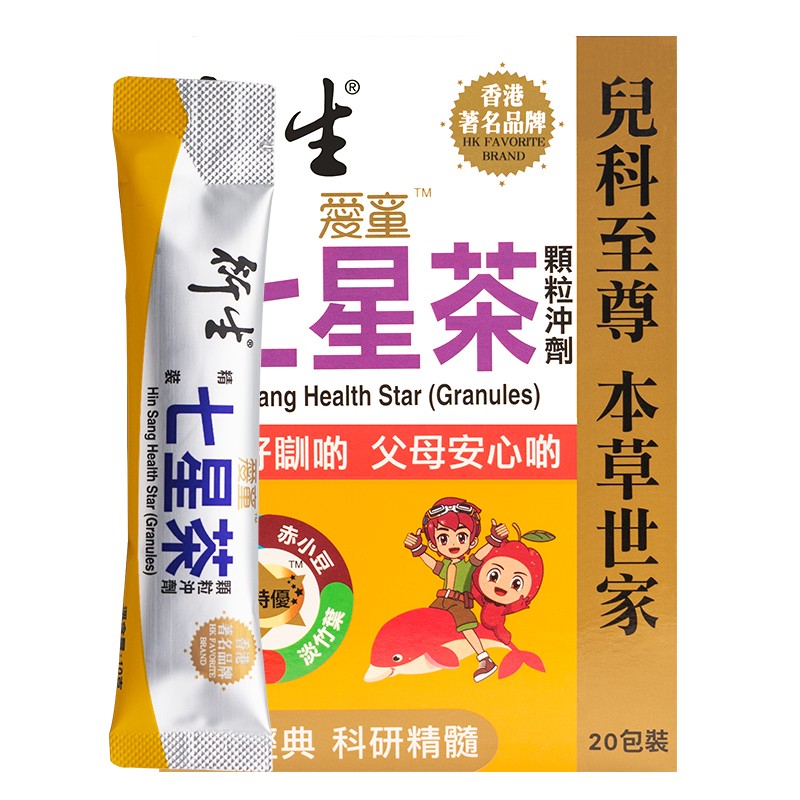 生®
香港
著名品牌
HK FAVORITE
BRAND
愛童™
七星茶
顆粒沖劑
ang Health Star (Granules)
好瞓啲 父母安心啲
赤小豆
特優
™
淡竹葉
經典 科研精髓
兒科至尊 本草世家
20包裝
衍生®
精裝
愛童™
七星茶
顆粒沖劑
Hin Sang Health Star (Granules)
香港
著名品牌
HK FAVORITE
BRAND